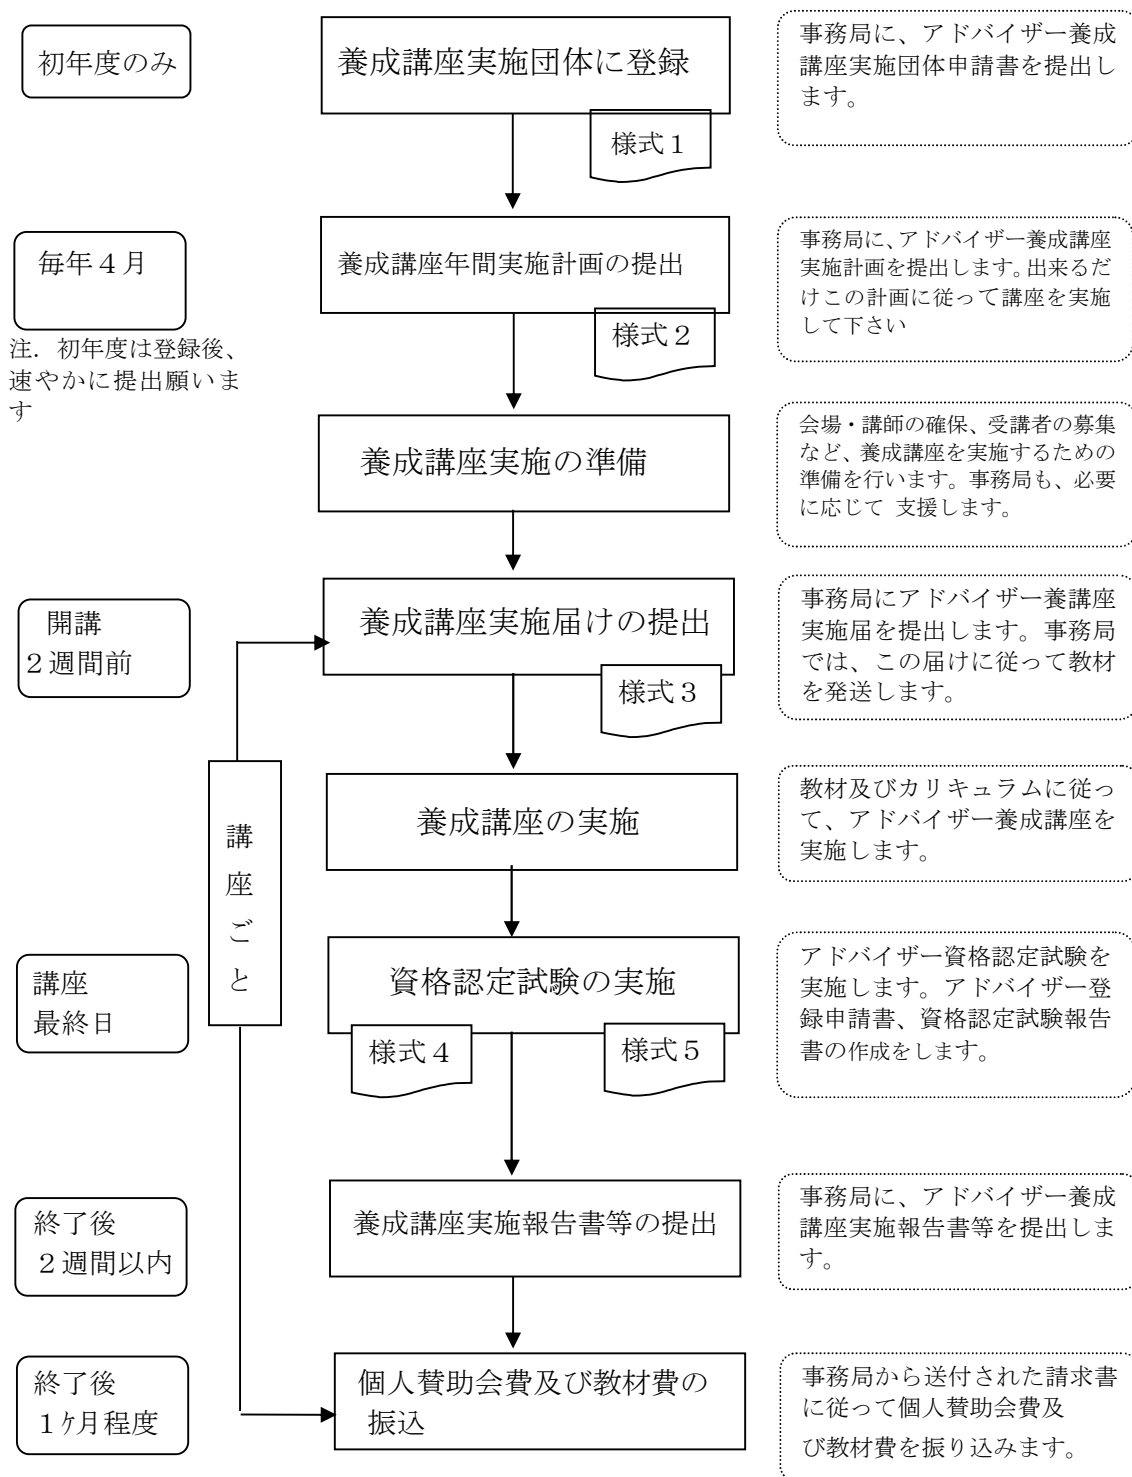 初年度のみ
養成講座実施団体に登録
様式１
事務局に、アドバイザー養成
講座実施団体申請書を提出し
ます。
毎年４月
注．初年度は登録後、
速やかに提出願いま
す
養成講座年間実施計画の提出
様式２
事務局に、アドバイザー養成講座
実施計画を提出します。出来るだ
けこの計画に従って講座を実施
して下さい
養成講座実施の準備
会場・講師の確保、受講者の募集
など、養成講座を実施するための
準備を行います。事務局も、必要
に応じて 支援します。
開講
２週間前
養成講座実施届けの提出
様式３
事務局にアドバイザー養講座
実施届を提出します。事務局
では、この届けに従って教材
を発送します。
講座ごと
養成講座の実施
教材及びカリキュラムに従っ
て、アドバイザー養成講座を
実施します。
講座
最終日
資格認定試験の実施
様式４
様式５
アドバイザー資格認定試験を
実施します。アドバイザー登
録申請書、資格認定試験報告
書の作成をします。
終了後
２週間以内
養成講座実施報告書等の提出
事務局に、アドバイザー養成
講座実施報告書等を提出しま
す。
終了後
１ヶ月程度
個人賛助会費及び教材費の
振込
事務局から送付された請求書
に従って個人賛助会費及
び教材費を振り込みます。